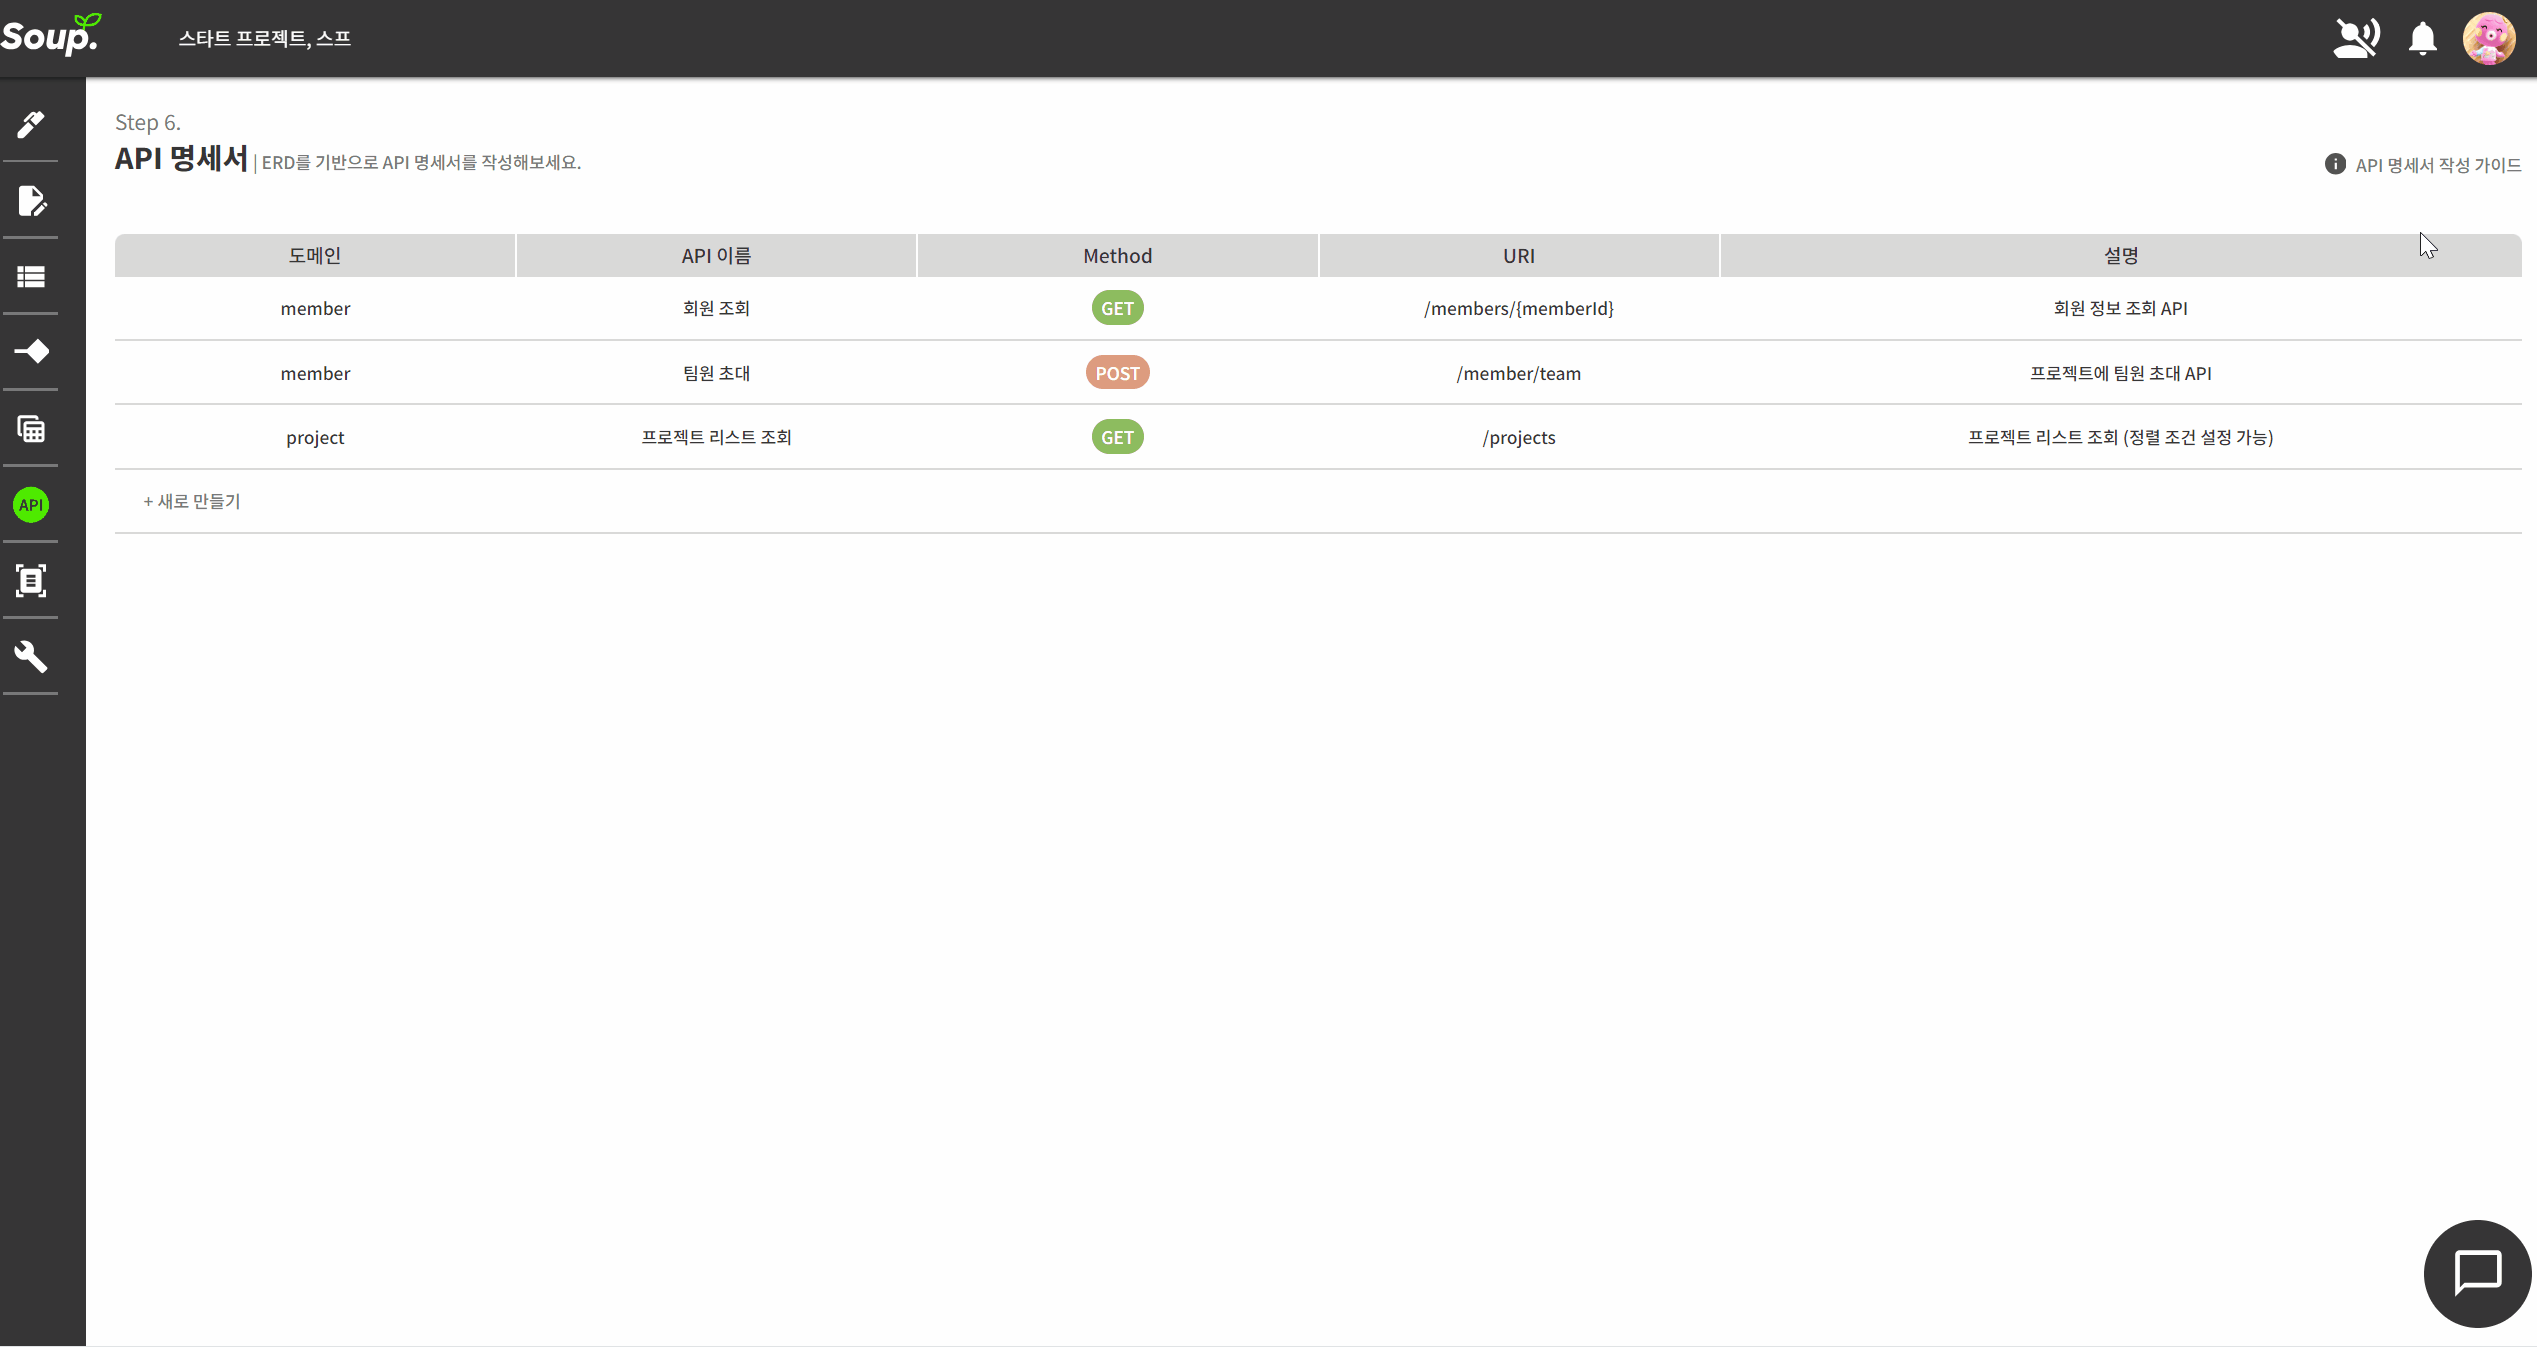 Soup.
스타트 프로젝트, 스프
Step 6.
API 명세서 | ERD를 기반으로 API 명세서를 작성해보세요.
API 명세서 작성 가이드
도메인 API 이름 Method URI 설명
member 회원 조회 GET /members/{memberId} 회원 정보 조회 API
member 팀원 초대 POST /member/team 프로젝트에 팀원 초대 API
project 프로젝트 리스트 조회 GET /projects 프로젝트 리스트 조회 (정렬 조건 설정 가능)
+ 새로 만들기
API